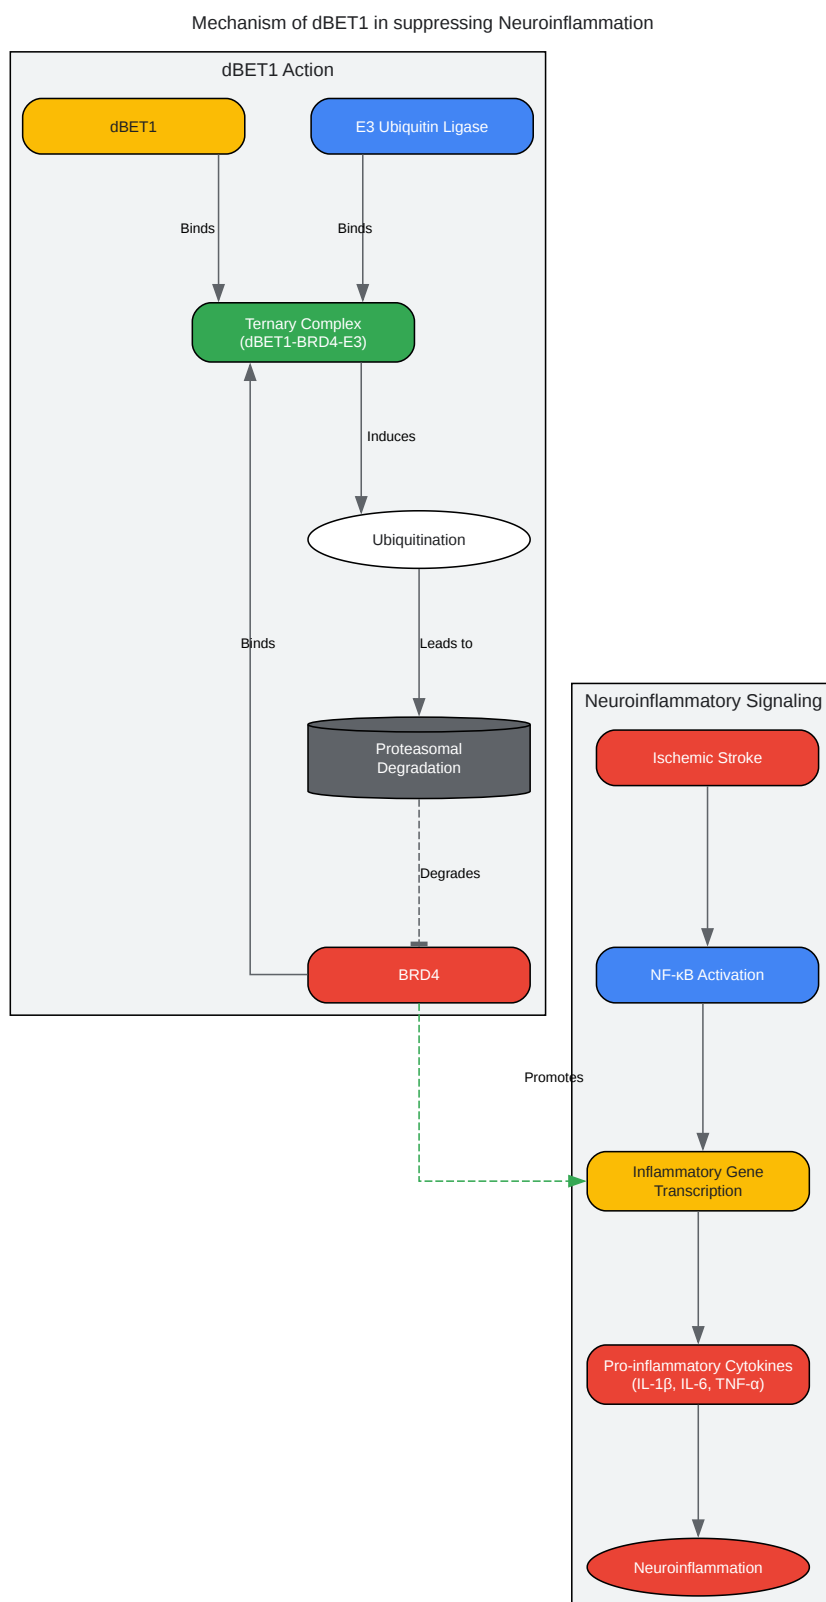 Mechanism of dBET1 in suppressing Neuroinflammation
dBET1 Action
dBET1
E3 Ubiquitin Ligase
Binds
Binds
Ternary Complex
(dBET1-BRD4-E3)
Induces
Ubiquitination
Binds
Leads to
Proteasomal
Degradation
Degrades
BRD4
Neuroinflammatory Signaling
Ischemic Stroke
NF-κB Activation
Promotes
Inflammatory Gene
Transcription
Pro-inflammatory Cytokines
(IL-1β, IL-6, TNF-α)
Neuroinflammation